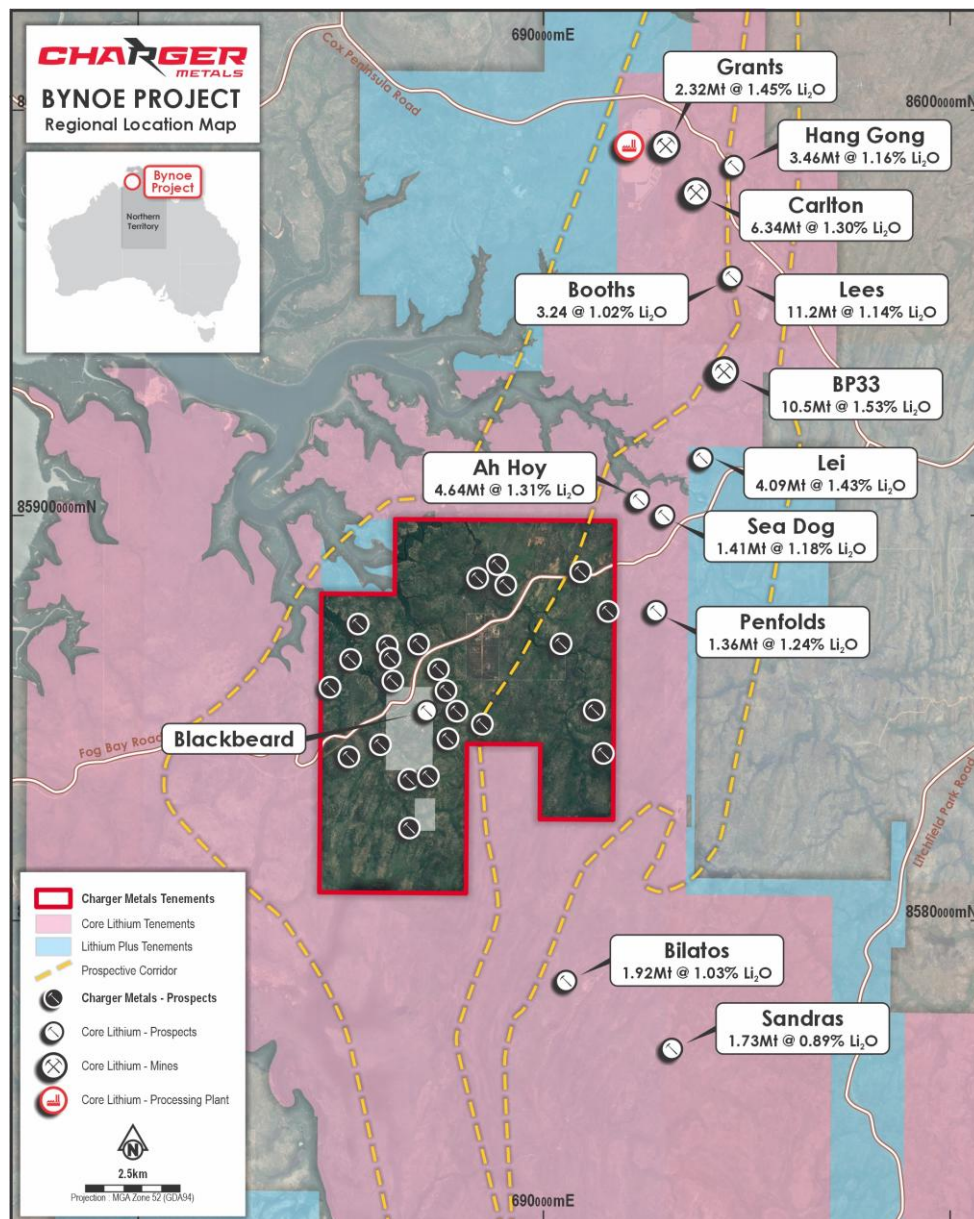 CHARGER
METALS
BYNOE PROJECT
Regional Location Map
Bynoe
Project
Northern
Territory
Cox Peninsula Road
690000mE
8600000mN
Grants
2.32Mt @ 1.45% Li₂O
Hang Gong
3.46Mt @ 1.16% Li₂O
Carlton
6.34Mt @ 1.30% Li₂O
Booths
3.24 @ 1.02% Li₂O
Lees
11.2Mt @ 1.14% Li₂O
BP33
10.5Mt @ 1.53% Li₂O
Ah Hoy
4.64Mt @ 1.31% Li₂O
Lei
4.09Mt @ 1.43% Li₂O
85900000mN
Sea Dog
1.41Mt @ 1.18% Li₂O
Penfolds
1.36Mt @ 1.24% Li₂O
Blackbeard
Fog Bay Road
Litchfield Park Road
8580000mN
Bilatos
1.92Mt @ 1.03% Li₂O
Sandras
1.73Mt @ 0.89% Li₂O
Charger Metals Tenements
Core Lithium Tenements
Lithium Plus Tenements
Prospective Corridor
Charger Metals - Prospects
Core Lithium - Prospects
Core Lithium - Mines
Core Lithium - Processing Plant
N
2.5km
Projection : MGA Zone 52 (GDA94)
690000mE